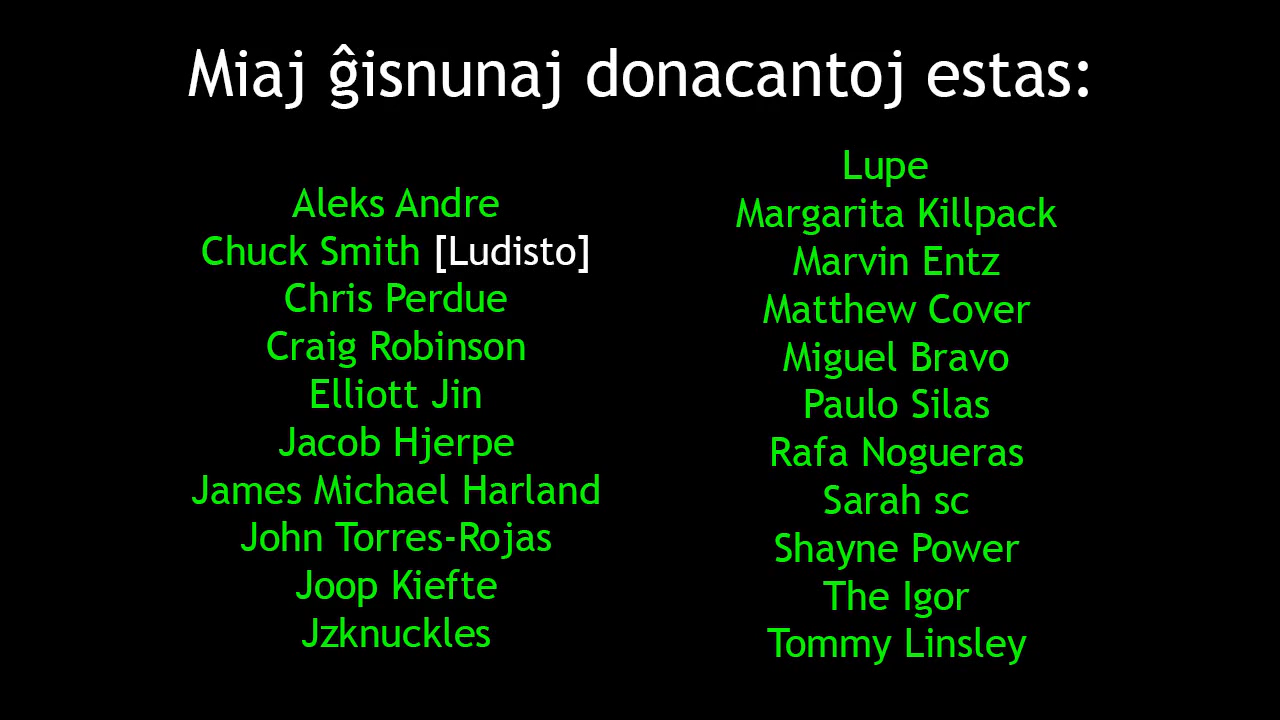 Miaj ĝisnunaj donacantoj estas:
Aleks Andre
Chuck Smith [Ludisto]
Chris Perdue
Craig Robinson
Elliott Jin
Jacob Hjerpe
James Michael Harland
John Torres-Rojas
Joop Kiefte
Jzknuckles
Lupe
Margarita Killpack
Marvin Entz
Matthew Cover
Miguel Bravo
Paulo Silas
Rafa Nogueras
Sarah sc
Shayne Power
The Igor
Tommy Linsley